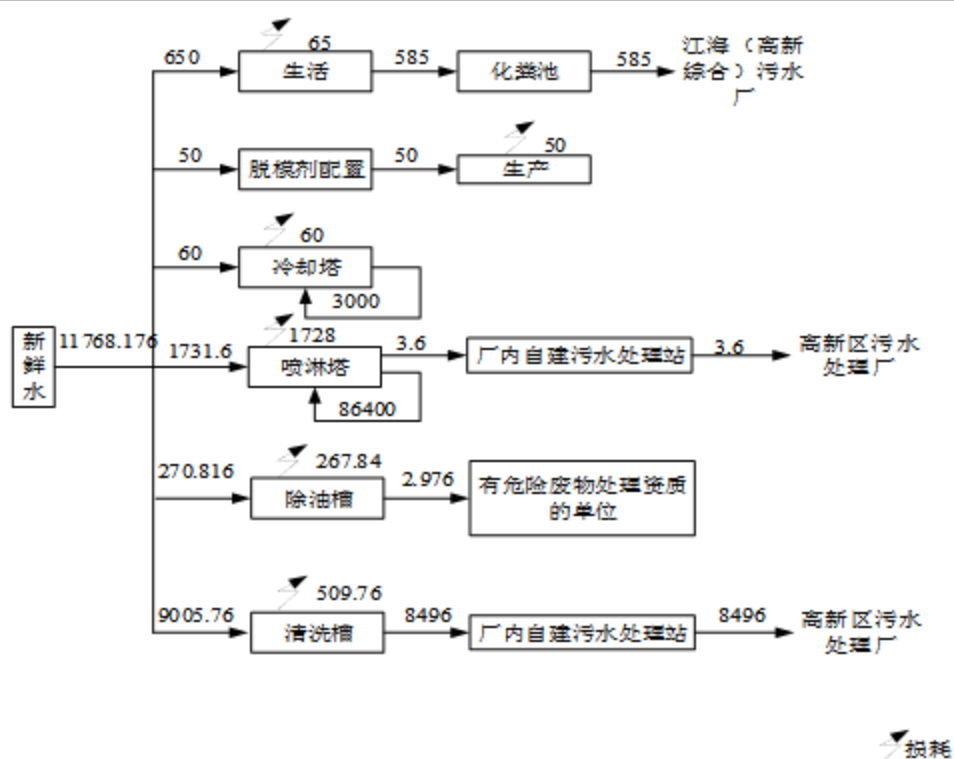 650
65
生活
585
化粪池
585
江海（高新
综合）污水
厂
50
脱模剂配置
50
50
生产
60
60
冷却塔
3000
新
鲜
水
11768.176
1731.6
1728
喷淋塔
86400
3.6
厂内自建污水处理站
3.6
高新区污水
处理厂
270.816
267.84
除油槽
2.976
有危险废物处理资质
的单位
9005.76
509.76
清洗槽
8496
厂内自建污水处理站
8496
高新区污水
处理厂
损耗